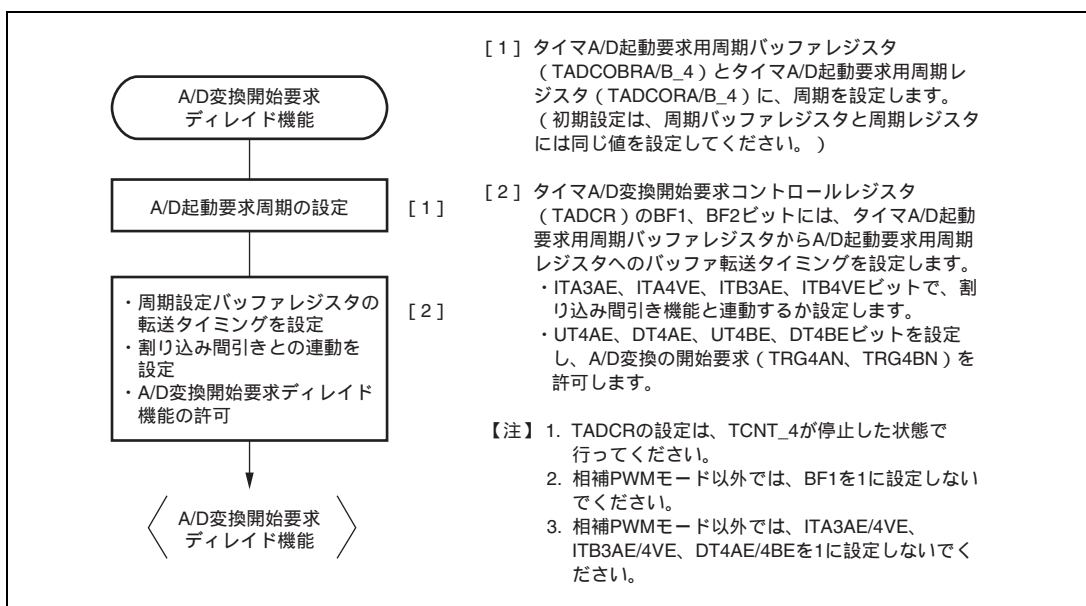 A/D変換開始要求
ディレイド機能
A/D起動要求周期の設定
[1]
・周期設定バッファレジスタの
転送タイミングを設定
・割り込み間引きとの連動を
設定
・A/D変換開始要求ディレイド
機能の許可
[2]
A/D変換開始要求
ディレイド機能
[1] タイマA/D起動要求用周期バッファレジスタ
(TADCOBRA/B_4)とタイマA/D起動要求用周期レ
ジスタ(TADCORA/B_4)に、周期を設定します。
(初期設定は、周期バッファレジスタと周期レジスタ
には同じ値を設定してください。)
[2] タイマA/D変換開始要求コントロールレジスタ
(TADCR)のBF1、BF2ビットには、タイマA/D起動
要求用周期バッファレジスタからA/D起動要求用周期
レジスタへのバッファ転送タイミングを設定します。
・ITA3AE、ITA4VE、ITB3AE、ITB4VEビットで、割
り込み間引き機能と連動するか設定します。
・UT4AE、DT4AE、UT4BE、DT4BEビットを設定
し、A/D変換の開始要求(TRG4AN、TRG4BN)を
許可します。
【注】1. TADCRの設定は、TCNT_4が停止した状態で
行ってください。
2. 相補PWMモード以外では、BF1を1に設定しない
でください。
3. 相補PWMモード以外では、ITA3AE/4VE、
ITB3AE/4VE、DT4AE/4BEを1に設定しないでく
ださい。